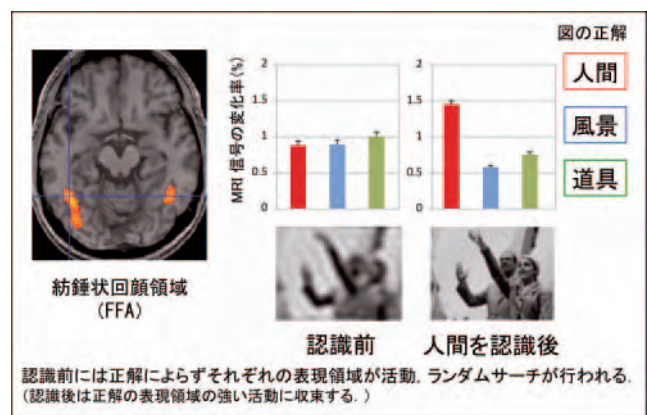 図の正解
人間
風景
道具
MRI 信号の変化率(%)
2
1.5
1
0.5
0
2
1.5
1
0.5
0
紡錘状回顔領域
(FFA)
認識前
人間を認識後
認識前には正解によらずそれぞれの表現領域が活動，ランダムサーチが行われる．
(認識後は正解の表現領域の強い活動に収束する．)